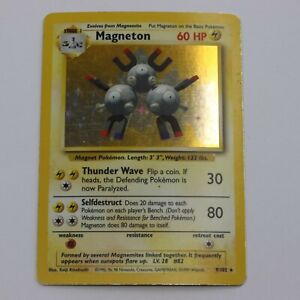 STAGE 1
Evolves from Magnemite
Put Magneton on the Basic Pokémon
Magneton
60 HP
Magnet Pokémon. Length: 3' 3", Weight: 132 lbs.
Thunder Wave Flip a coin. If
heads, the Defending Pokémon is
now Paralyzed.
30
Selfdestruct Does 20 damage to each
Pokémon on each player's Bench. (Don't apply
Weakness and Resistance for Benched Pokémon.)
Magneton does 80 damage to itself.
80
weakness
resistance
retreat cost
Formed by several Magnemites linked together. It frequently
appears when sunspots flare up. LV. 28 #82
Illus. Keiji Kinebuchi
9/102 ★